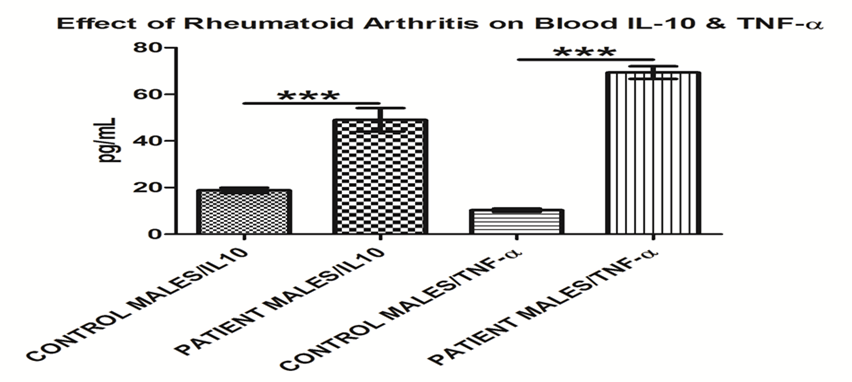 Effect of Rheumatoid Arthritis on Blood IL-10 & TNF-α
80
60
40
20
0
pg/mL
***
***
CONTROL MALES/IL10
PATIENT MALES/IL10
CONTROL MALES/TNF-α
PATIENT MALES/TNF-α